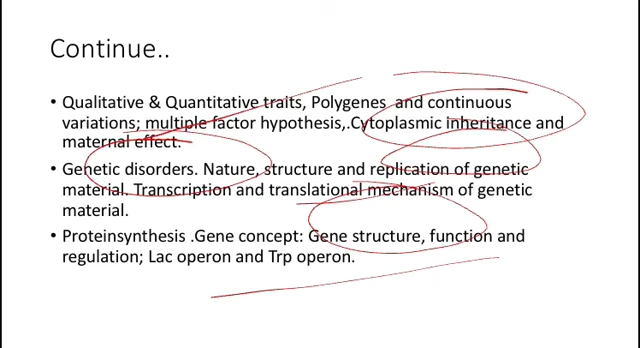 Continue..
• Qualitative & Quantitative traits, Polygenes and continuous
variations; multiple factor hypothesis,.Cytoplasmic inheritance and
maternal effect.
• Genetic disorders. Nature, structure and replication of genetic
material. Transcription and translational mechanism of genetic
material.
• Proteinsynthesis .Gene concept: Gene structure, function and
regulation; Lac operon and Trp operon.